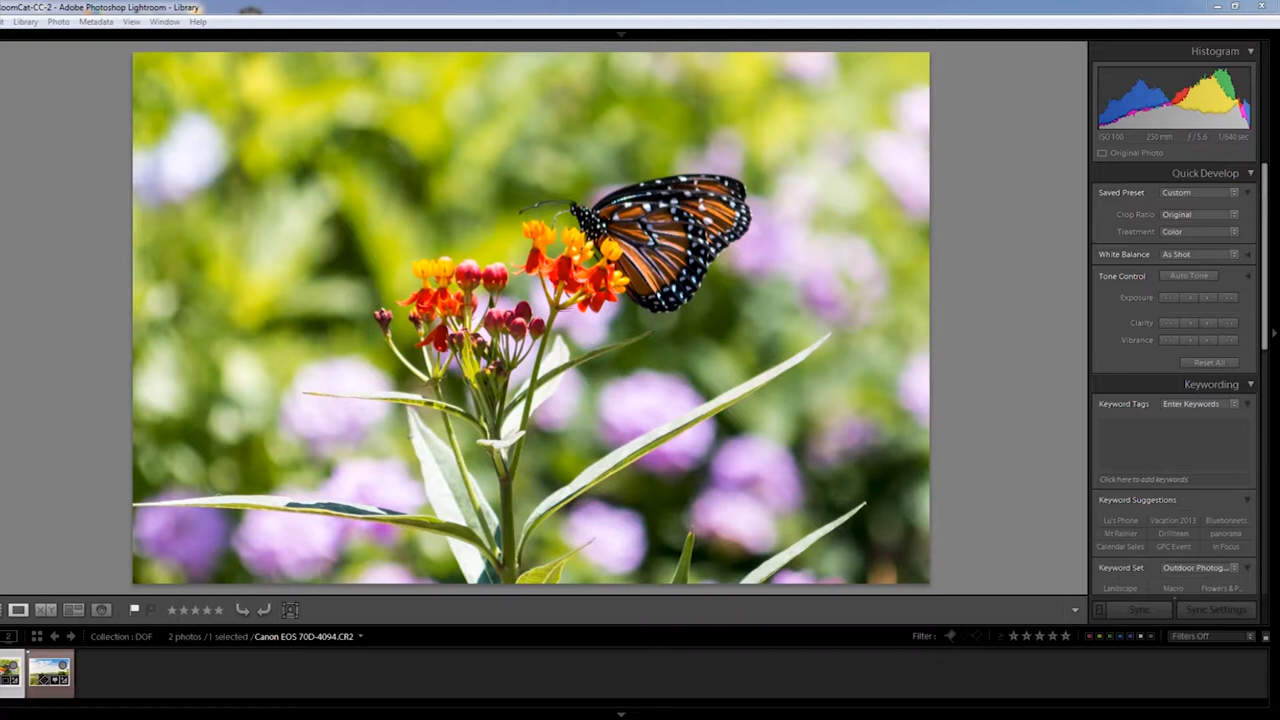 RoomCat-CC-2 - Adobe Photoshop Lightroom - Library
Library Photo Metadata View Window Help
Histogram
ISO 100 250 mm ƒ / 5.6 1/640 sec
Original Photo
Quick Develop
Saved Preset Custom
Crop Ratio Original
Treatment Color
White Balance As Shot
Tone Control Auto Tone
Exposure
Clarity
Vibrance
Reset All
Keywording
Keyword Tags Enter Keywords
Click here to add keywords
Keyword Suggestions
Lu's Phone Vacation 2013 Bluebonnets
Mt Rainier Drillteam panorama
Calendar Sales GPC Event In Focus
Keyword Set Outdoor Photog...
Landscape Macro Flowers & P...
Sync Sync Settings
2 Collection : DOF 2 photos / 1 selected / Canon EOS 70D-4094.CR2 Filter : Filters Off